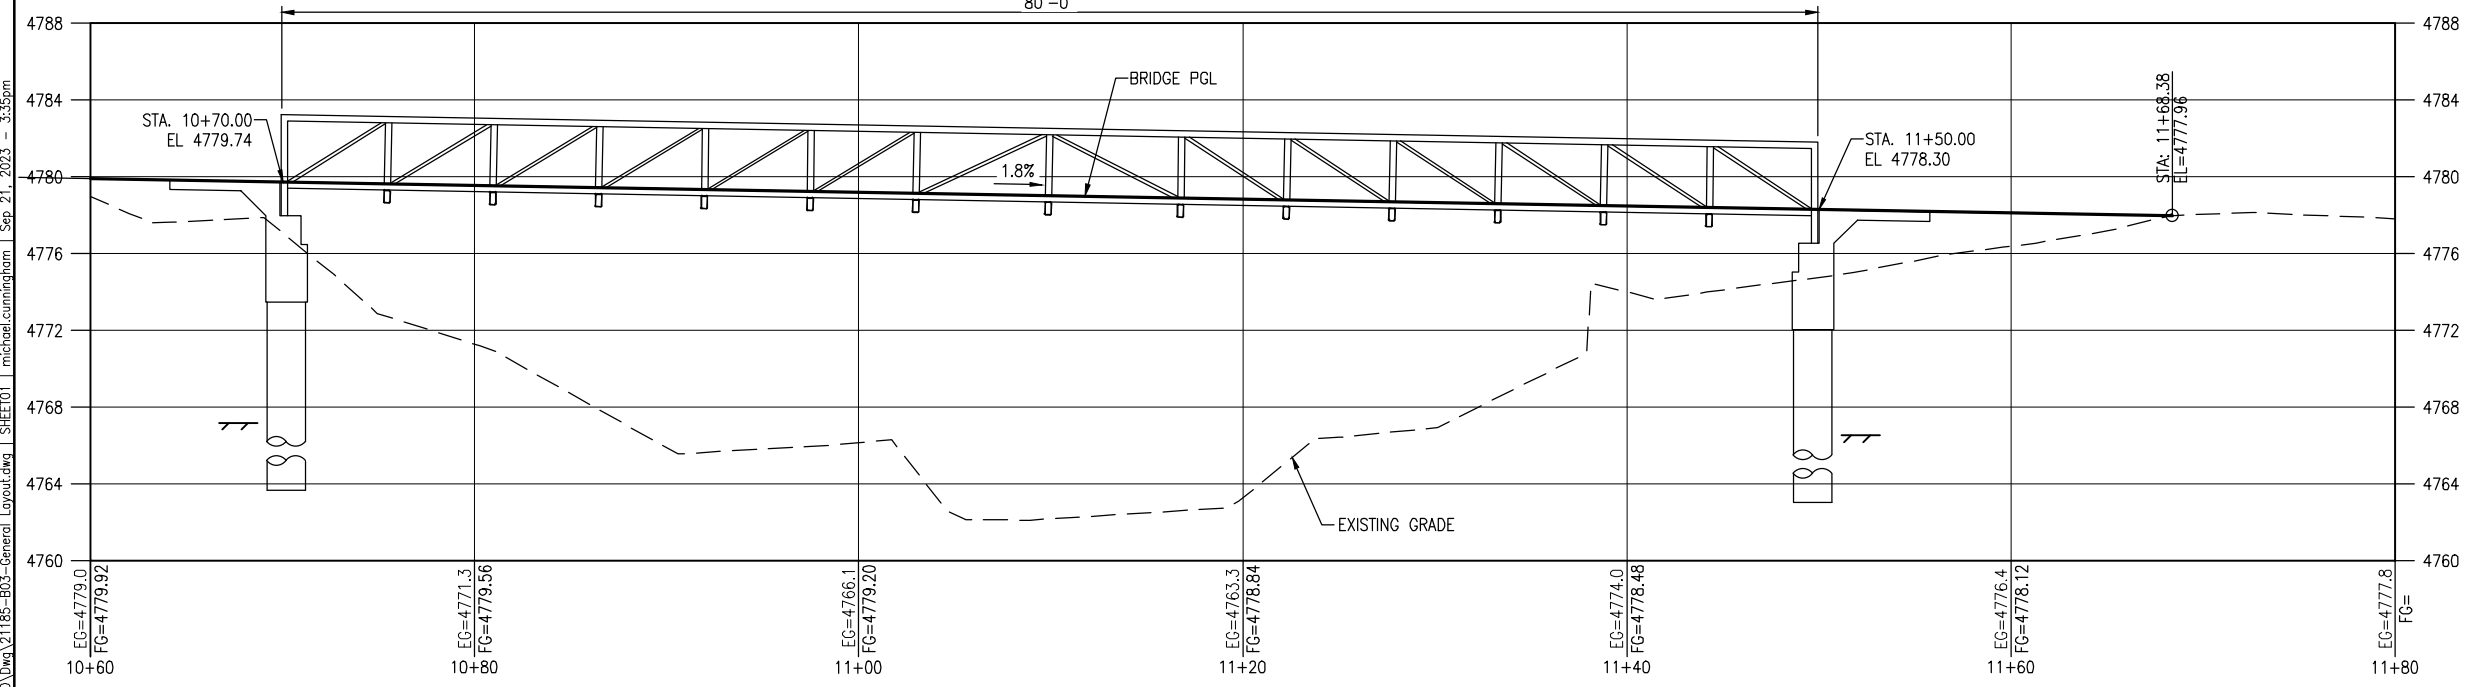 80'-0
4788
4788
4784
4784
4780
4780
4776
4776
4772
4772
4768
4768
4764
4764
4760
4760
STA. 10+70.00
EL 4779.74
BRIDGE PGL
1.8%
STA. 11+50.00
EL 4778.30
STA: 11+68.38
EL=4777.96
EXISTING GRADE
EG=4779.0
FG=4779.92
10+60
EG=4771.3
FG=4779.56
10+80
EG=4766.1
FG=4779.20
11+00
EG=4763.3
FG=4778.84
11+20
EG=4774.0
FG=4778.48
11+40
EG=4776.4
FG=4778.12
11+60
EG=4777.8
FG=
11+80
\Dwg\21185-B03-General Layout.dwg | SHEET01 | michael.cunningham | Sep 21, 2023 - 3:35pm